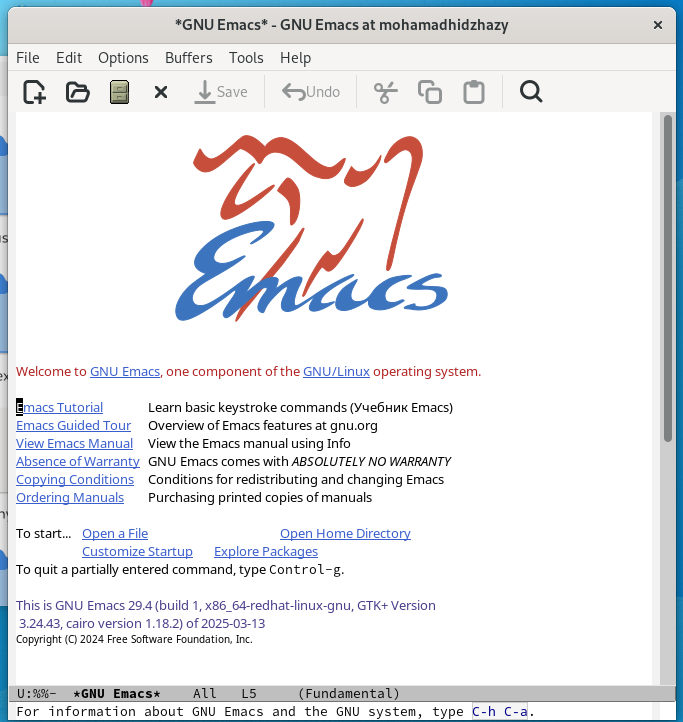 *GNU Emacs* - GNU Emacs at mohamadhidzhazy
File Edit Options Buffers Tools Help
Save Undo
Emacs
Welcome to GNU Emacs, one component of the GNU/Linux operating system.
Emacs Tutorial Learn basic keystroke commands (Учебник Emacs)
Emacs Guided Tour Overview of Emacs features at gnu.org
View Emacs Manual View the Emacs manual using Info
Absence of Warranty GNU Emacs comes with ABSOLUTELY NO WARRANTY
Copying Conditions Conditions for redistributing and changing Emacs
Ordering Manuals Purchasing printed copies of manuals
To start... Open a File Open Home Directory
Customize Startup Explore Packages
To quit a partially entered command, type Control-g.
This is GNU Emacs 29.4 (build 1, x86_64-redhat-linux-gnu, GTK+ Version
3.24.43, cairo version 1.18.2) of 2025-03-13
Copyright (C) 2024 Free Software Foundation, Inc.
U:%%- *GNU Emacs* All L5 (Fundamental)
For information about GNU Emacs and the GNU system, type C-h C-a.